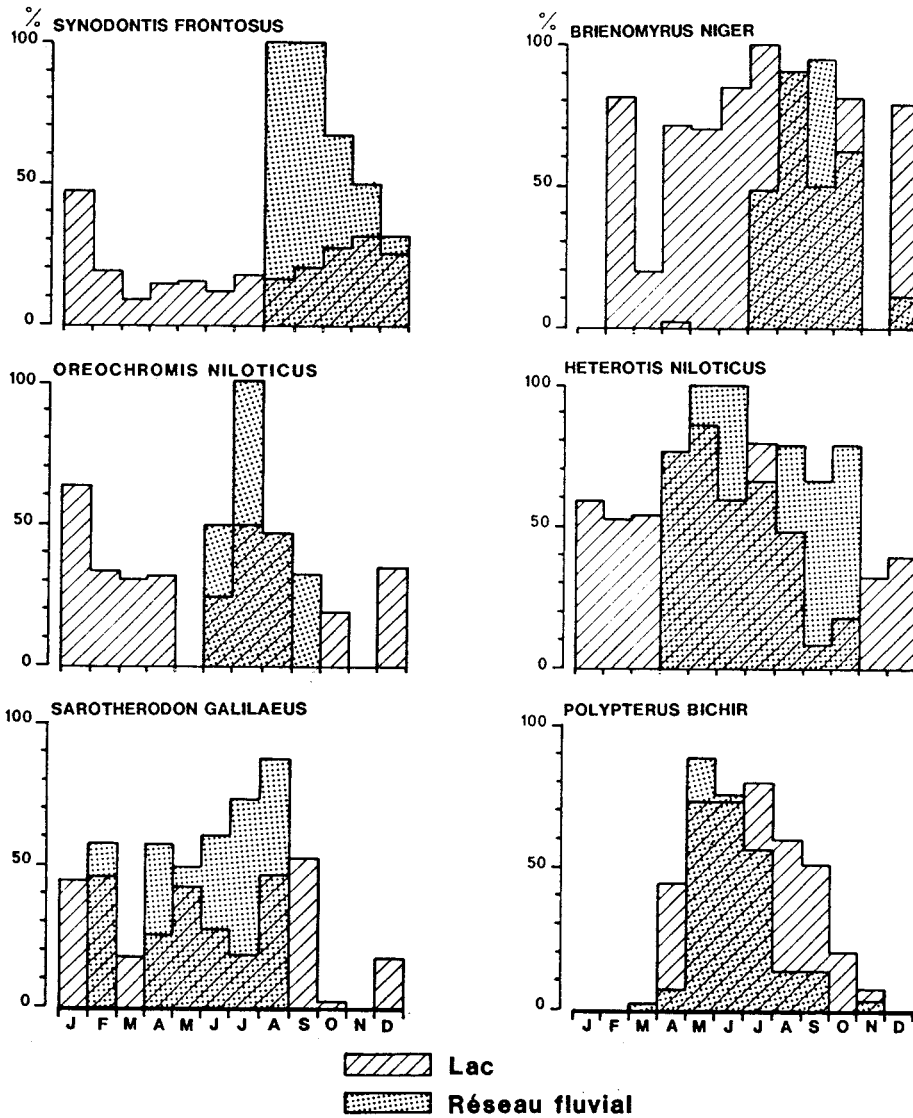 % SYNODONTIS FRONTOSUS
100
50
0
% BRIENOMYRUS NIGER
100
50
0
OREOCHROMIS NILOTICUS
100
50
0
HETEROTIS NILOTICUS
100
50
0
SAROTHERODON GALILAEUS
100
50
0
J F M A M J J A S O N D
POLYPTERUS BICHIR
100
50
0
J F M A M J J A S O N D
Lac
Réseau fluvial